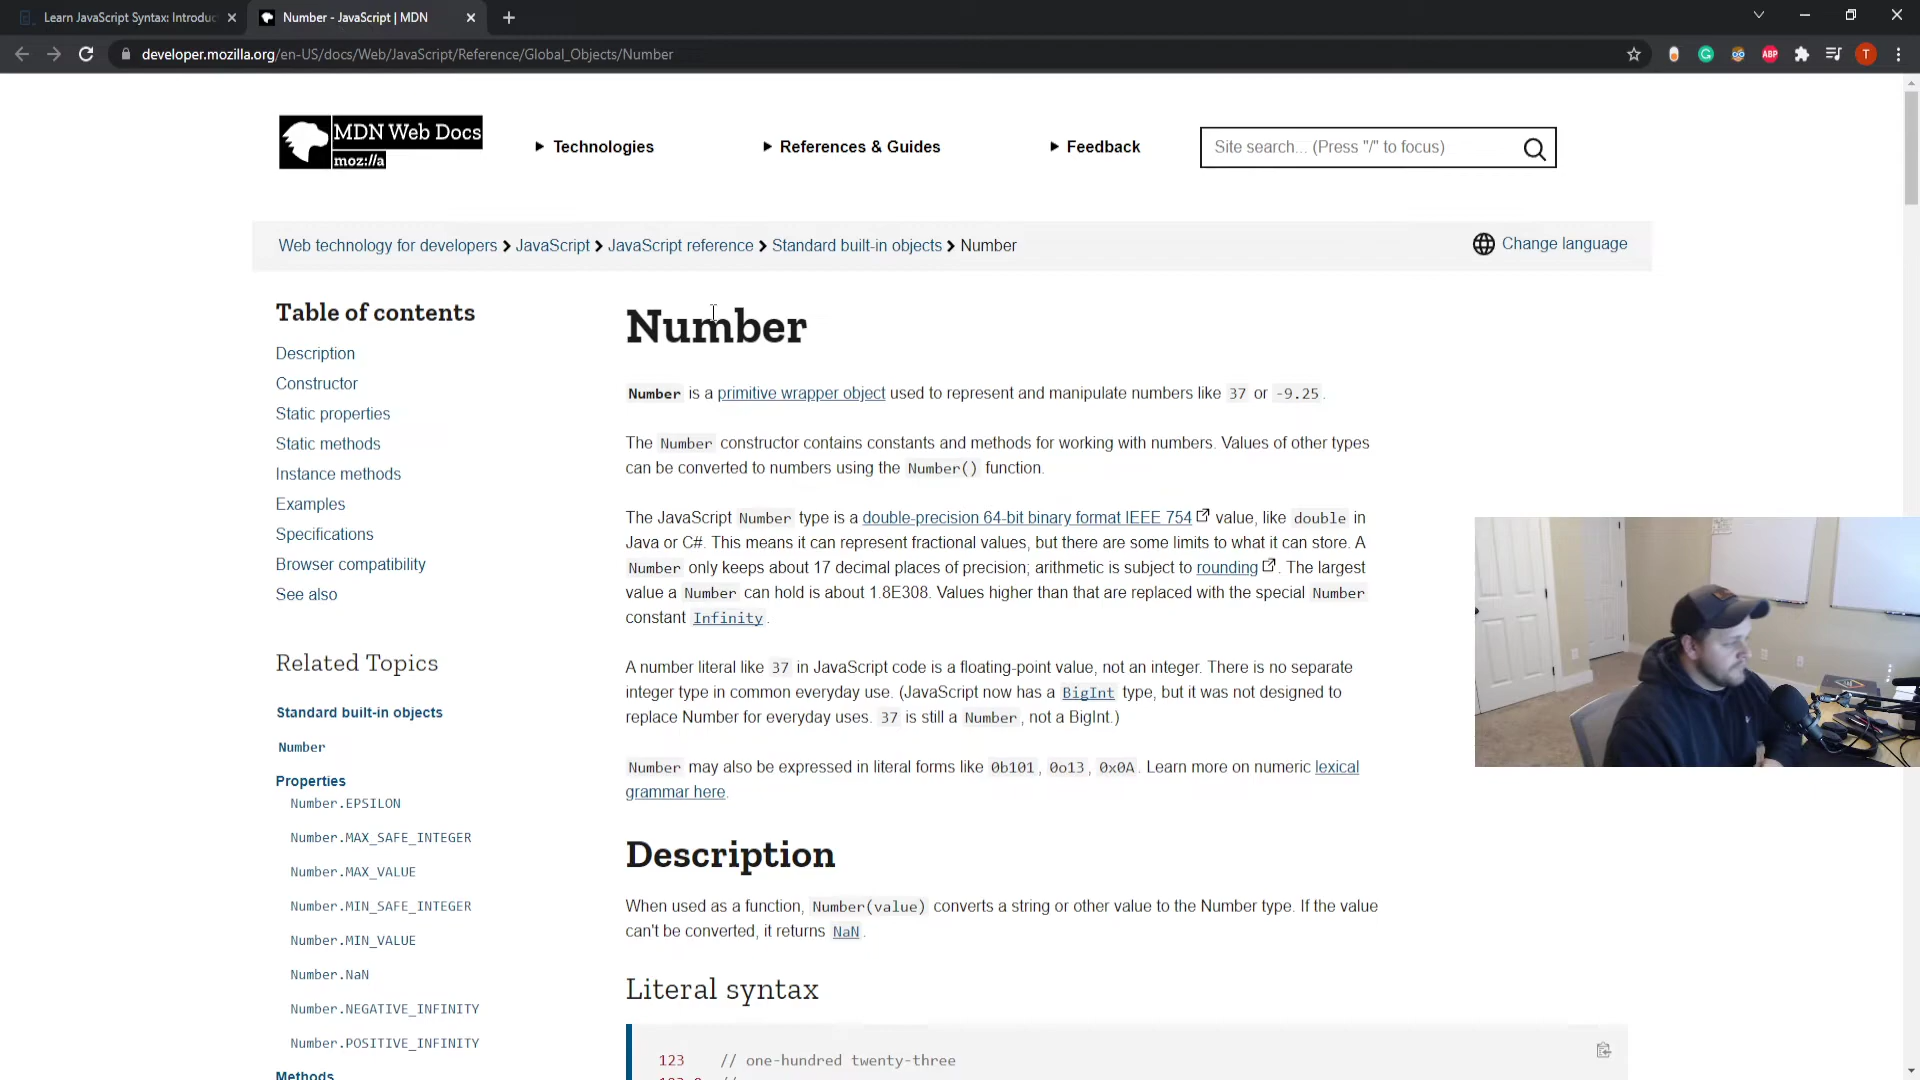 Learn JavaScript Syntax: Introduc
Number - JavaScript | MDN
developer.mozilla.org/en-US/docs/Web/JavaScript/Reference/Global_Objects/Number
ABP
T
MDN Web Docs
moz://a
Technologies
References & Guides
Feedback
Site search... (Press "/" to focus)
Web technology for developers > JavaScript > JavaScript reference > Standard built-in objects > Number
Change language
Table of contents
Description
Constructor
Static properties
Static methods
Instance methods
Examples
Specifications
Browser compatibility
See also
Related Topics
Standard built-in objects
Number
Properties
Number.EPSILON
Number.MAX_SAFE_INTEGER
Number.MAX_VALUE
Number.MIN_SAFE_INTEGER
Number.MIN_VALUE
Number.NaN
Number.NEGATIVE_INFINITY
Number.POSITIVE_INFINITY
Methods
Number
Number is a primitive wrapper object used to represent and manipulate numbers like 37 or -9.25.
The Number constructor contains constants and methods for working with numbers. Values of other types
can be converted to numbers using the Number() function.
The JavaScript Number type is a double-precision 64-bit binary format IEEE 754 value, like double in
Java or C#. This means it can represent fractional values, but there are some limits to what it can store. A
Number only keeps about 17 decimal places of precision; arithmetic is subject to rounding. The largest
value a Number can hold is about 1.8E308. Values higher than that are replaced with the special Number
constant Infinity.
A number literal like 37 in JavaScript code is a floating-point value, not an integer. There is no separate
integer type in common everyday use. (JavaScript now has a BigInt type, but it was not designed to
replace Number for everyday uses. 37 is still a Number, not a BigInt.)
Number may also be expressed in literal forms like 0b101, 0o13, 0x0A. Learn more on numeric lexical
grammar here.
Description
When used as a function, Number(value) converts a string or other value to the Number type. If the value
can't be converted, it returns NaN.
Literal syntax
123 // one-hundred twenty-three